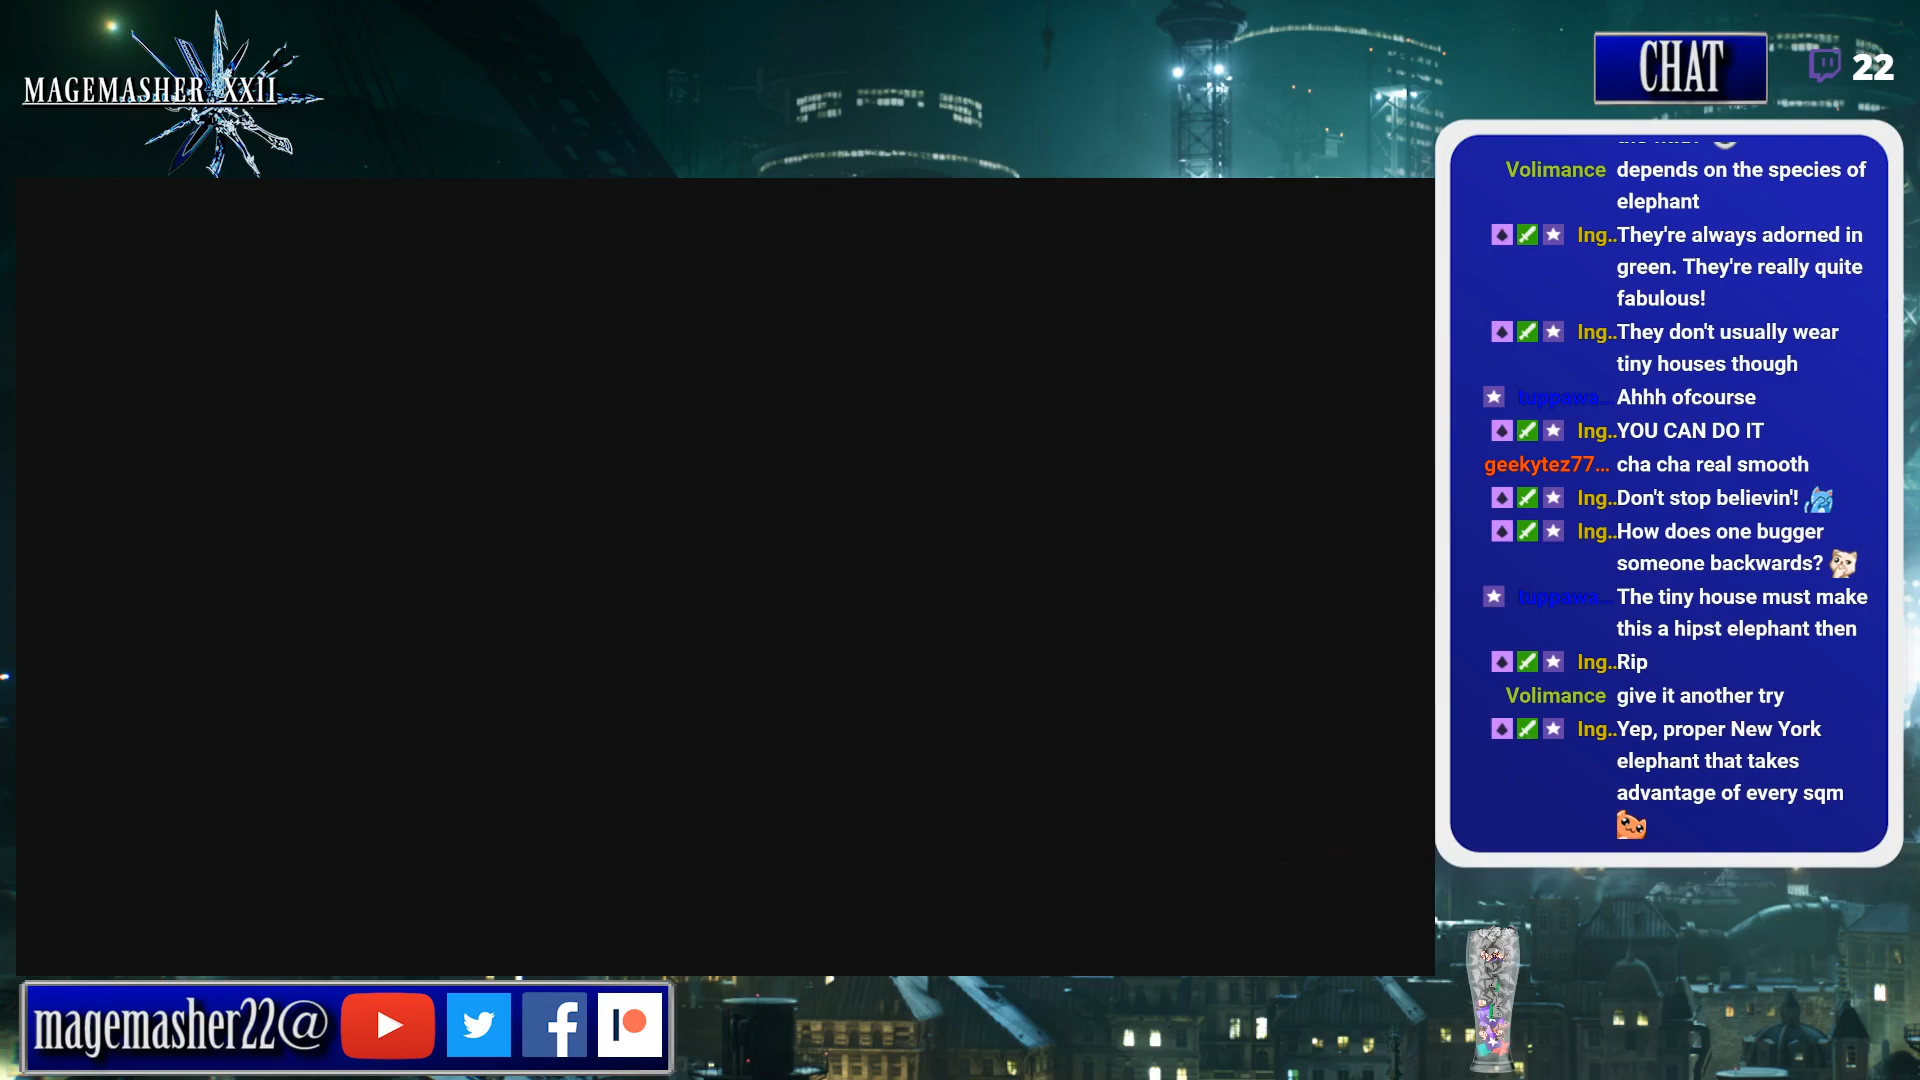 MAGEMASHER XXII
CHAT
22
Volimance depends on the species of
elephant
Ing.. They're always adorned in
green. They're really quite
fabulous!
Ing.. They don't usually wear
tiny houses though
tuppawa... Ahhh ofcourse
Ing.. YOU CAN DO IT
geekytez77... cha cha real smooth
Ing.. Don't stop believin'!
Ing.. How does one bugger
someone backwards?
tuppawa... The tiny house must make
this a hipst elephant then
Ing.. Rip
Volimance give it another try
Ing.. Yep, proper New York
elephant that takes
advantage of every sqm
magemasher22@